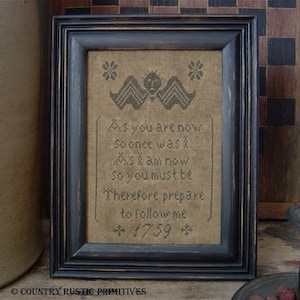 As you are now
so once was I
As I am now
so you must be
Therefore prepare
to follow me
1759
© COUNTRY RUSTIC PRIMITIVES